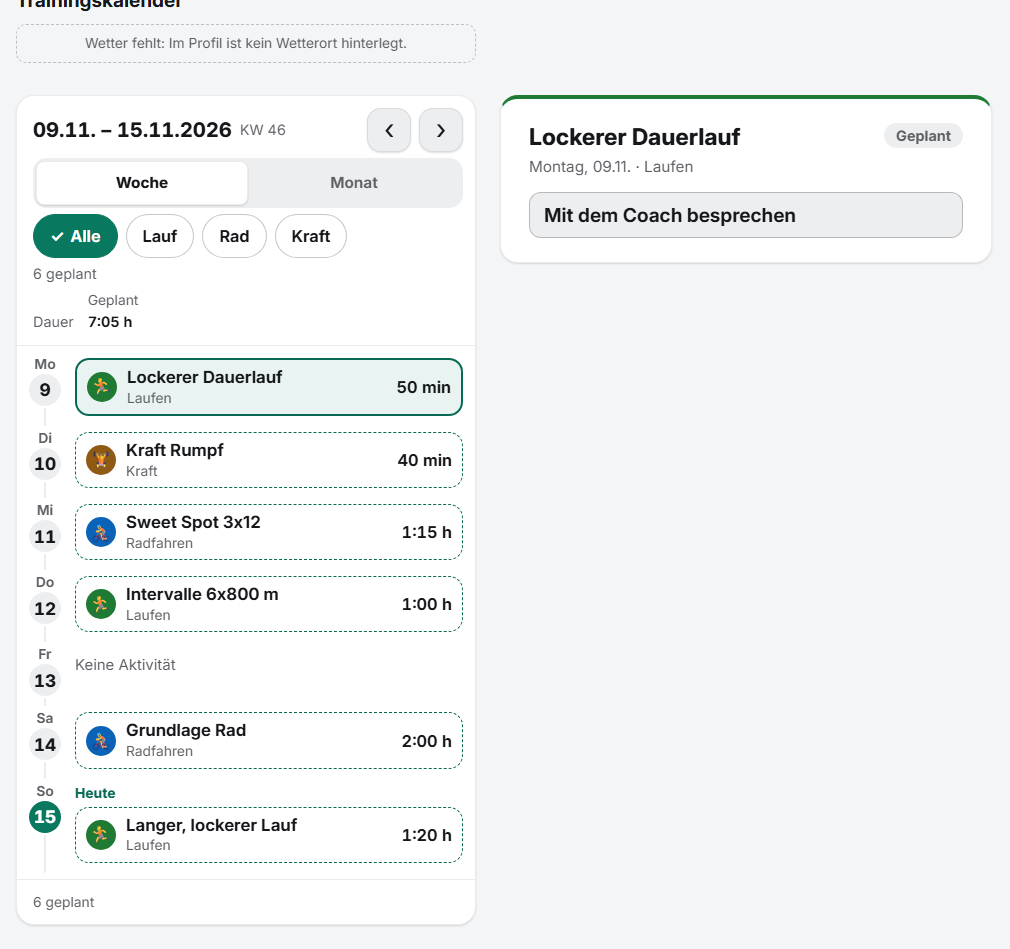 Trainingskalender
Wetter fehlt: Im Profil ist kein Wetterort hinterlegt.
09.11. – 15.11.2026 KW 46
Woche Monat
Alle Lauf Rad Kraft
6 geplant
Geplant
Dauer 7:05 h
Mo
9
Lockerer Dauerlauf
Laufen
50 min
Di
10
Kraft Rumpf
Kraft
40 min
Mi
11
Sweet Spot 3x12
Radfahren
1:15 h
Do
12
Intervalle 6x800 m
Laufen
1:00 h
Fr
13
Keine Aktivität
Sa
14
Grundlage Rad
Radfahren
2:00 h
So
15
Heute
Langer, lockerer Lauf
Laufen
1:20 h
6 geplant
Lockerer Dauerlauf
Geplant
Montag, 09.11. · Laufen
Mit dem Coach besprechen